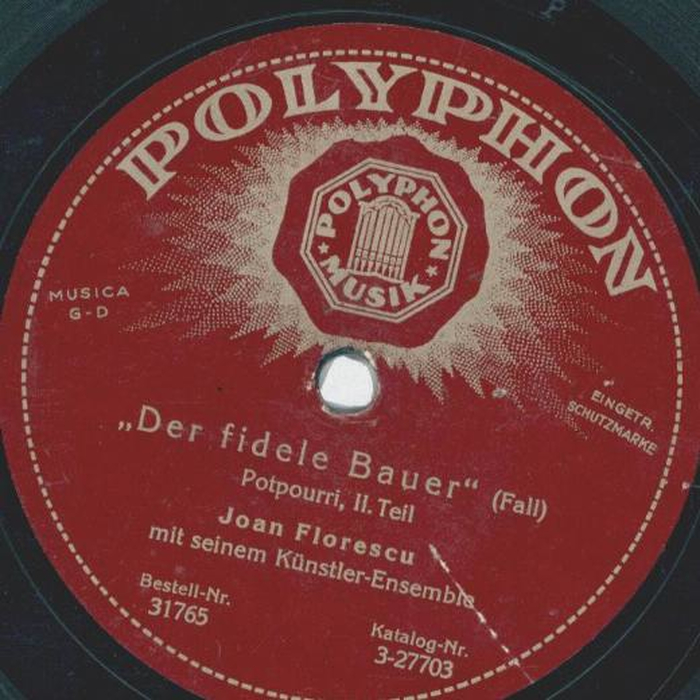 POLYPHON
POLYPHON
MUSIK
MUSICA
G-D
EINGETR.
SCHUTZMARKE
„Der fidele Bauer“ (Fall)
Potpourri, II. Teil
Joan Florescu
mit seinem Künstler-Ensemble
Bestell-Nr.
31765
Katalog-Nr.
3-27703